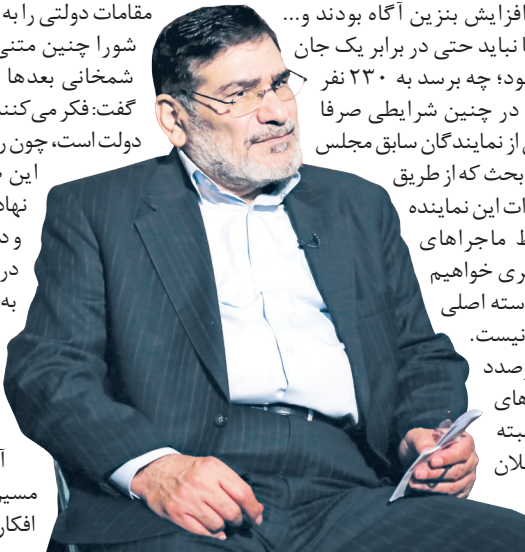 افزایش بنزین آگاه بودند و...
ا نباید حتی در برابر یک جان
ود؛ چه برسد به ۲۳۰ نفر
در چنین شرایطی صرفا
ی از نمایندگان سابق مجلس
بحث که از طریق
ات این نماینده
ط ماجراهای
ری خواهیم
سته اصلی
نیست.
صدد
های
بته
لان
مقامات دولتی را به
شورا چنین متنی
شمخانی بعدها
گفت: فکر می‌کنند
دولت است، چون ر
این
نهاد
و د
در
به
آ
مسیر
افکار